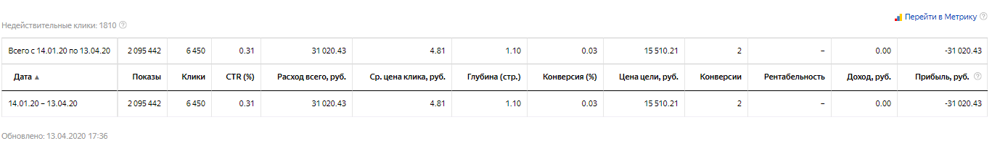 Перейти в Метрику
Недействительные клики: 1810
Всего с 14.01.20 по 13.04.20 2 095 442 6 450 0.31 31 020.43 4.81 1.10 0.03 15 510.21 2 – 0.00 -31 020.43
Дата ▲ Показы Клики CTR (%) Расход всего, руб. Ср. цена клика, руб. Глубина (стр.) Конверсия (%) Цена цели, руб. Конверсии Рентабельность Доход, руб. Прибыль, руб.
14.01.20 – 13.04.20 2 095 442 6 450 0.31 31 020.43 4.81 1.10 0.03 15 510.21 2 – 0.00 -31 020.43
Обновлено: 13.04.2020 17:36